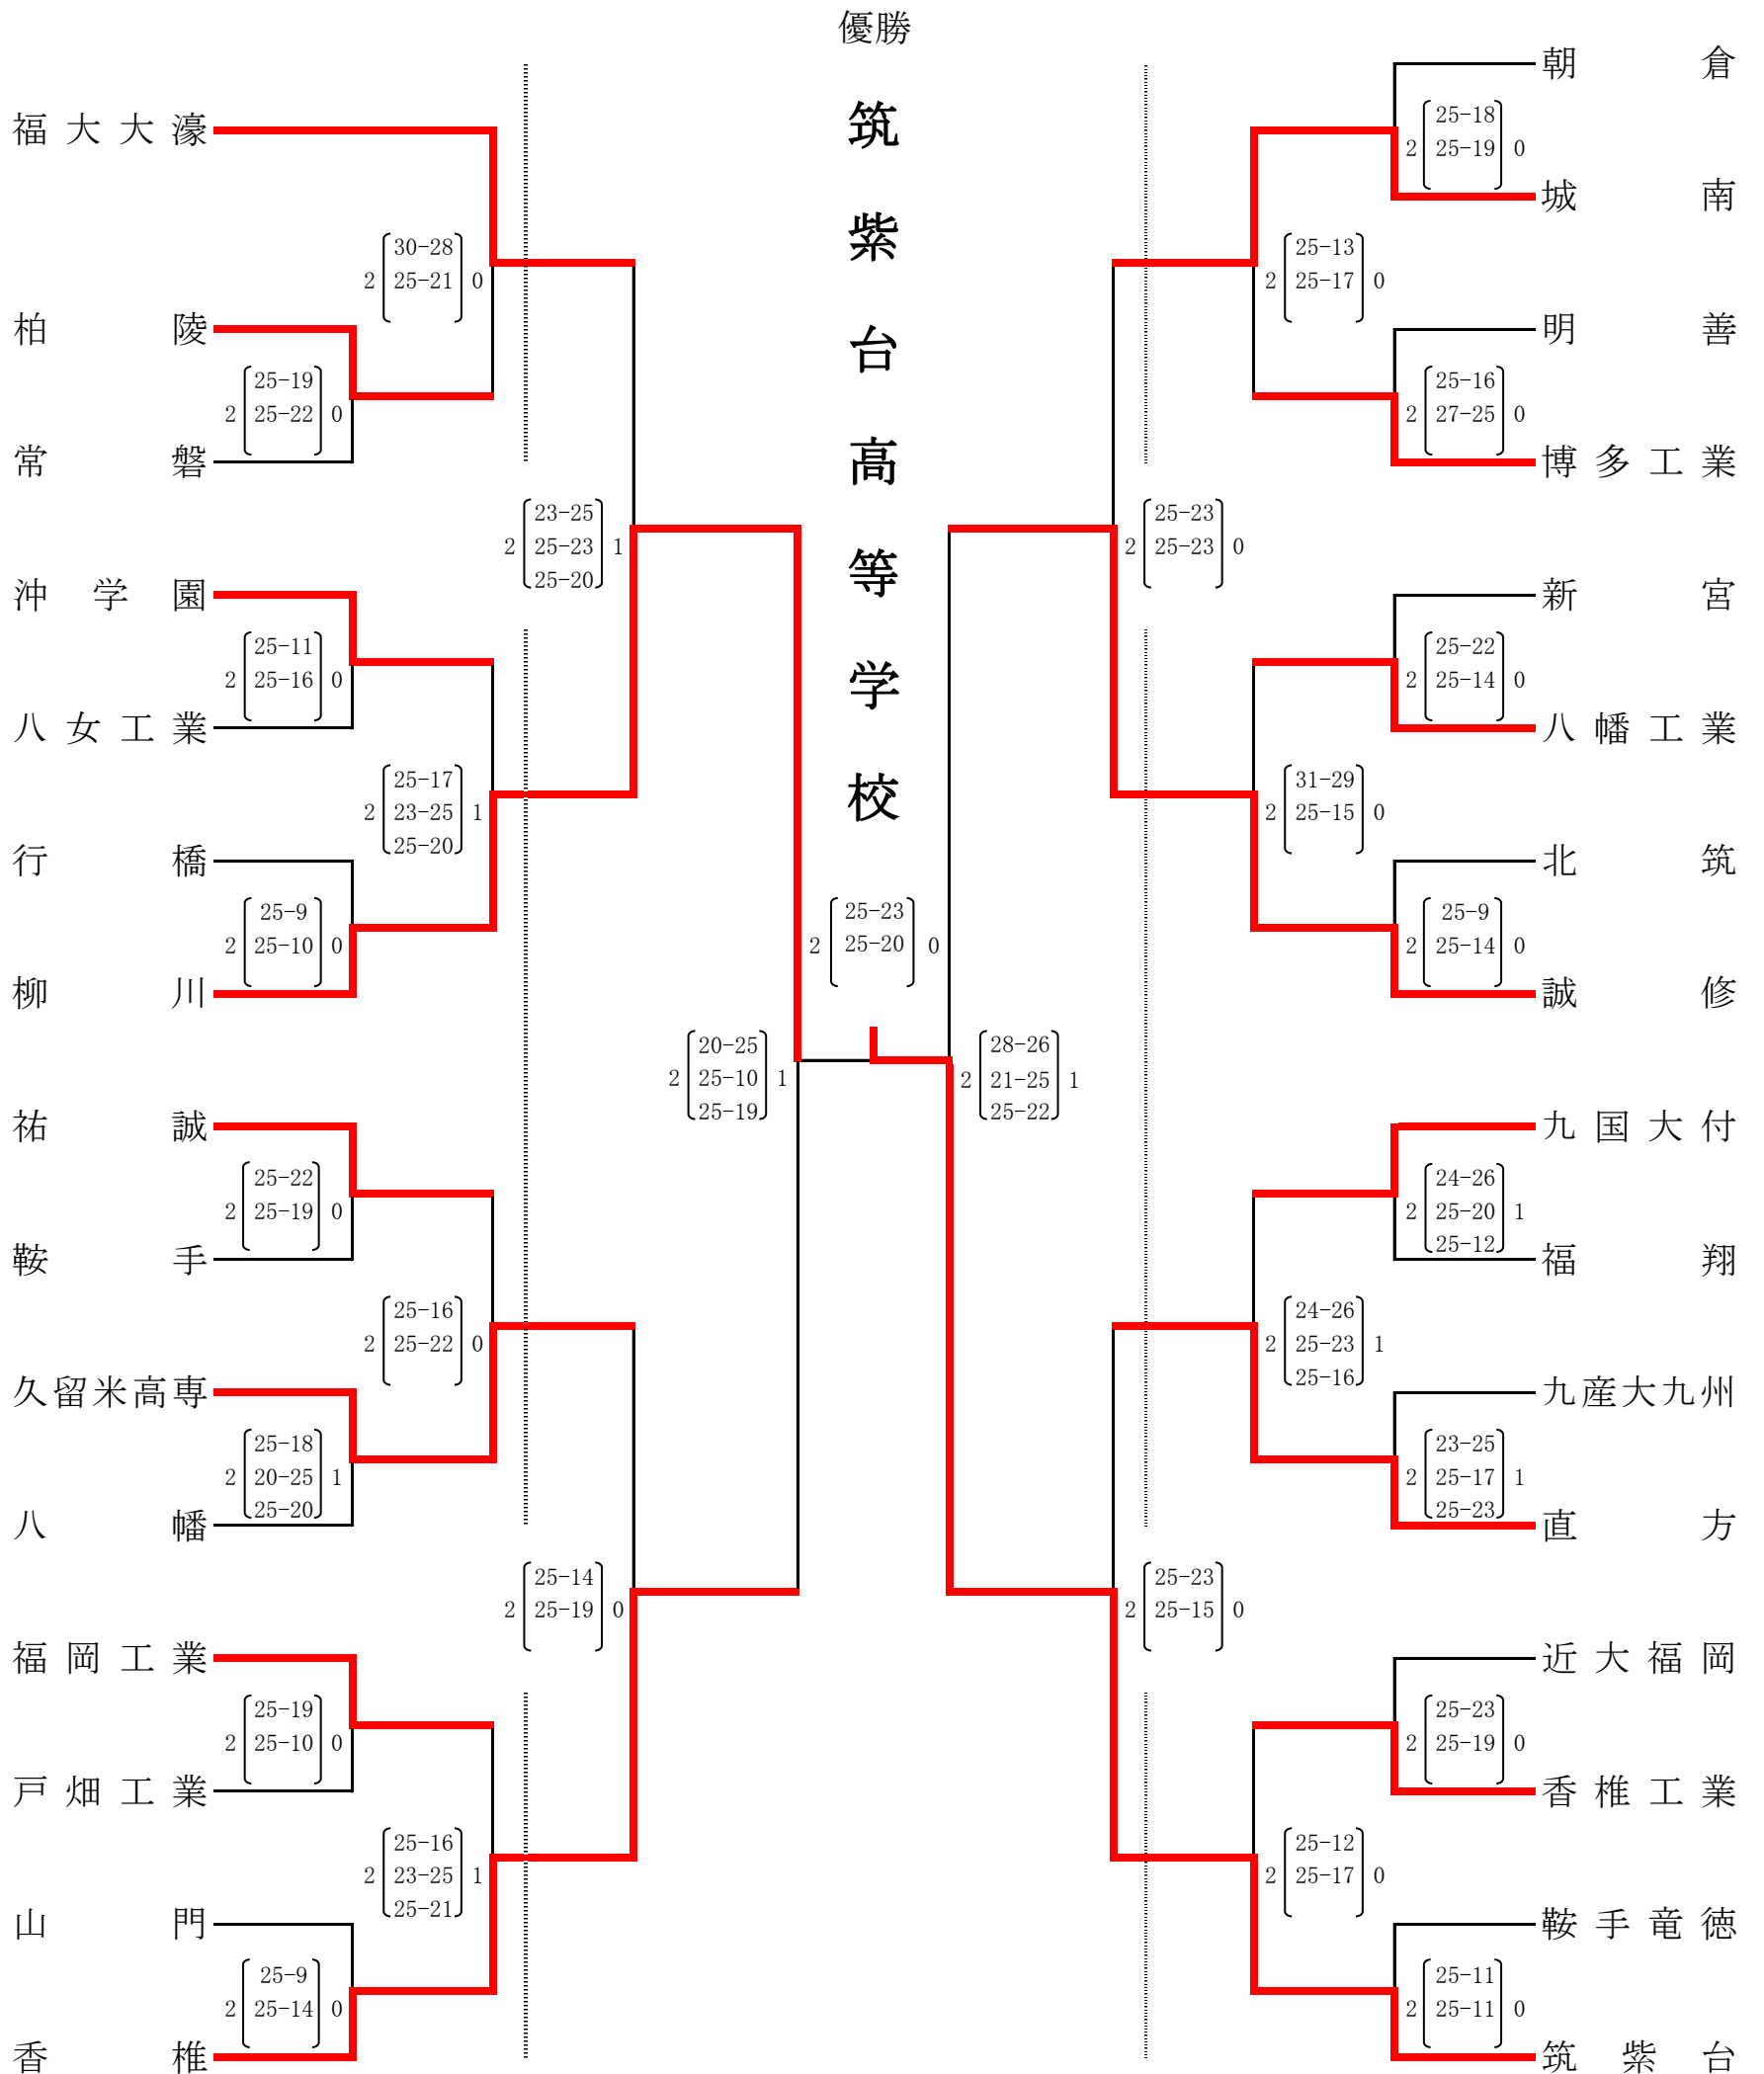 優勝
筑紫台高等学校
福大大濠
30-28
2 25-21 0
柏陵
25-19
2 25-22 0
常磐
23-25
2 25-23 1
25-20
沖学園
25-11
2 25-16 0
八女工業
25-17
2 23-25 1
25-20
行橋
25-9
2 25-10 0
柳川
20-25
2 25-10 1
25-19
祐誠
25-22
2 25-19 0
鞍手
25-16
2 25-22 0
久留米高専
25-18
2 20-25 1
25-20
八幡
25-14
2 25-19 0
福岡工業
25-19
2 25-10 0
戸畑工業
25-16
2 23-25 1
25-21
山門
25-9
2 25-14 0
香椎
25-23
2 25-20 0
朝倉
25-18
2 25-19 0
城南
25-13
2 25-17 0
明善
25-16
2 27-25 0
博多工業
25-23
2 25-23 0
新宮
25-22
2 25-14 0
八幡工業
31-29
2 25-15 0
北筑
25-9
2 25-14 0
誠修
28-26
2 21-25 1
25-22
九国大付
24-26
2 25-20 1
25-12
福翔
24-26
2 25-23 1
25-16
九産大九州
23-25
2 25-17 1
25-23
直方
25-23
2 25-15 0
近大福岡
25-23
2 25-19 0
香椎工業
25-12
2 25-17 0
鞍手竜徳
25-11
2 25-11 0
筑紫台